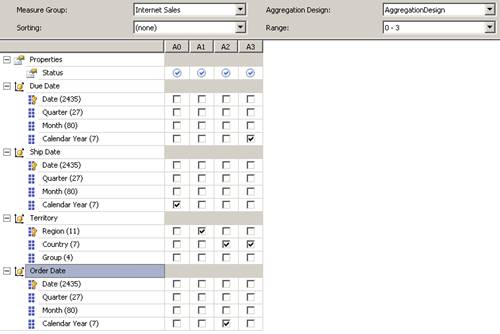 Measure Group: Internet Sales Aggregation Design: AggregationDesign
Sorting: (none) Range: 0 - 3
A0 A1 A2 A3
Properties
Status
Due Date
Date (2435)
Quarter (27)
Month (80)
Calendar Year (7)
Ship Date
Date (2435)
Quarter (27)
Month (80)
Calendar Year (7)
Territory
Region (11)
Country (7)
Group (4)
Order Date
Date (2435)
Quarter (27)
Month (80)
Calendar Year (7)